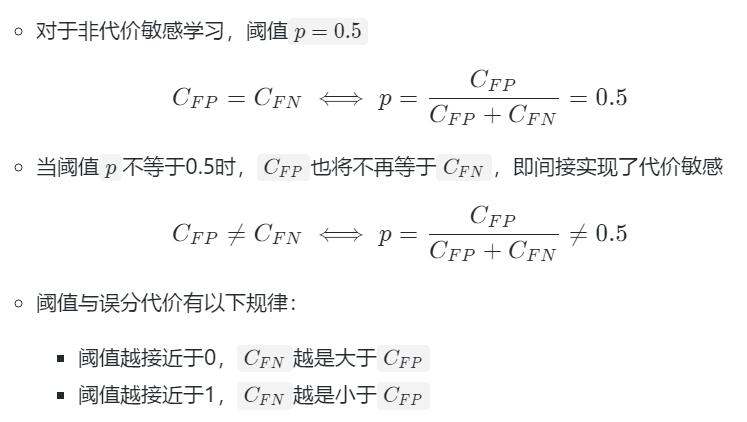 对于非代价敏感学习，阈值 p = 0.5
C_{FP} = C_{FN} ⟺ p = \frac{C_{FP}}{C_{FP} + C_{FN}} = 0.5
当阈值 p 不等于0.5时， C_{FP} 也将不再等于 C_{FN} ，即间接实现了代价敏感
C_{FP} ≠ C_{FN} ⟺ p = \frac{C_{FP}}{C_{FP} + C_{FN}} ≠ 0.5
阈值与误分代价有以下规律：
阈值越接近于0， C_{FN} 越是大于 C_{FP}
阈值越接近于1， C_{FN} 越是小于 C_{FP}